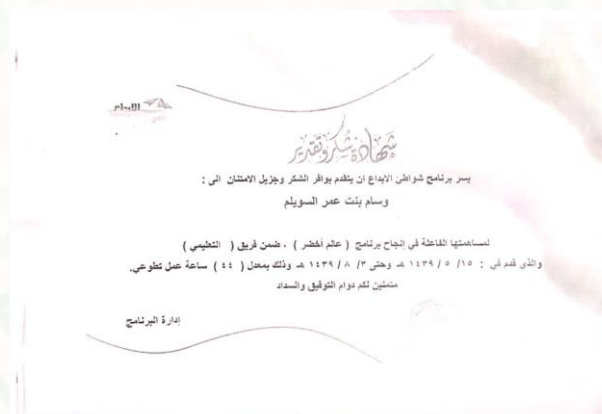 الإبداع
شهادة شكر وتقدير
يسر برنامج شواطئ الابداع ان يتقدم بوافر الشكر وجزيل الامتنان الى :
وسام بنت عمر السويلم
لمساهمتها الفاعلة في إنجاح برنامج ( عالم أخضر ) ، ضمن فريق ( التعليمي )
والذي قدم في : ١٥/ ٥ / ١٤٣٩ هـ وحتى ٣/ ٨ / ١٤٣٩ هـ وذلك بمعدل ( ٤٤ ) ساعة عمل تطوعي.
متمنين لكم دوام التوفيق والسداد
إدارة البرنامج